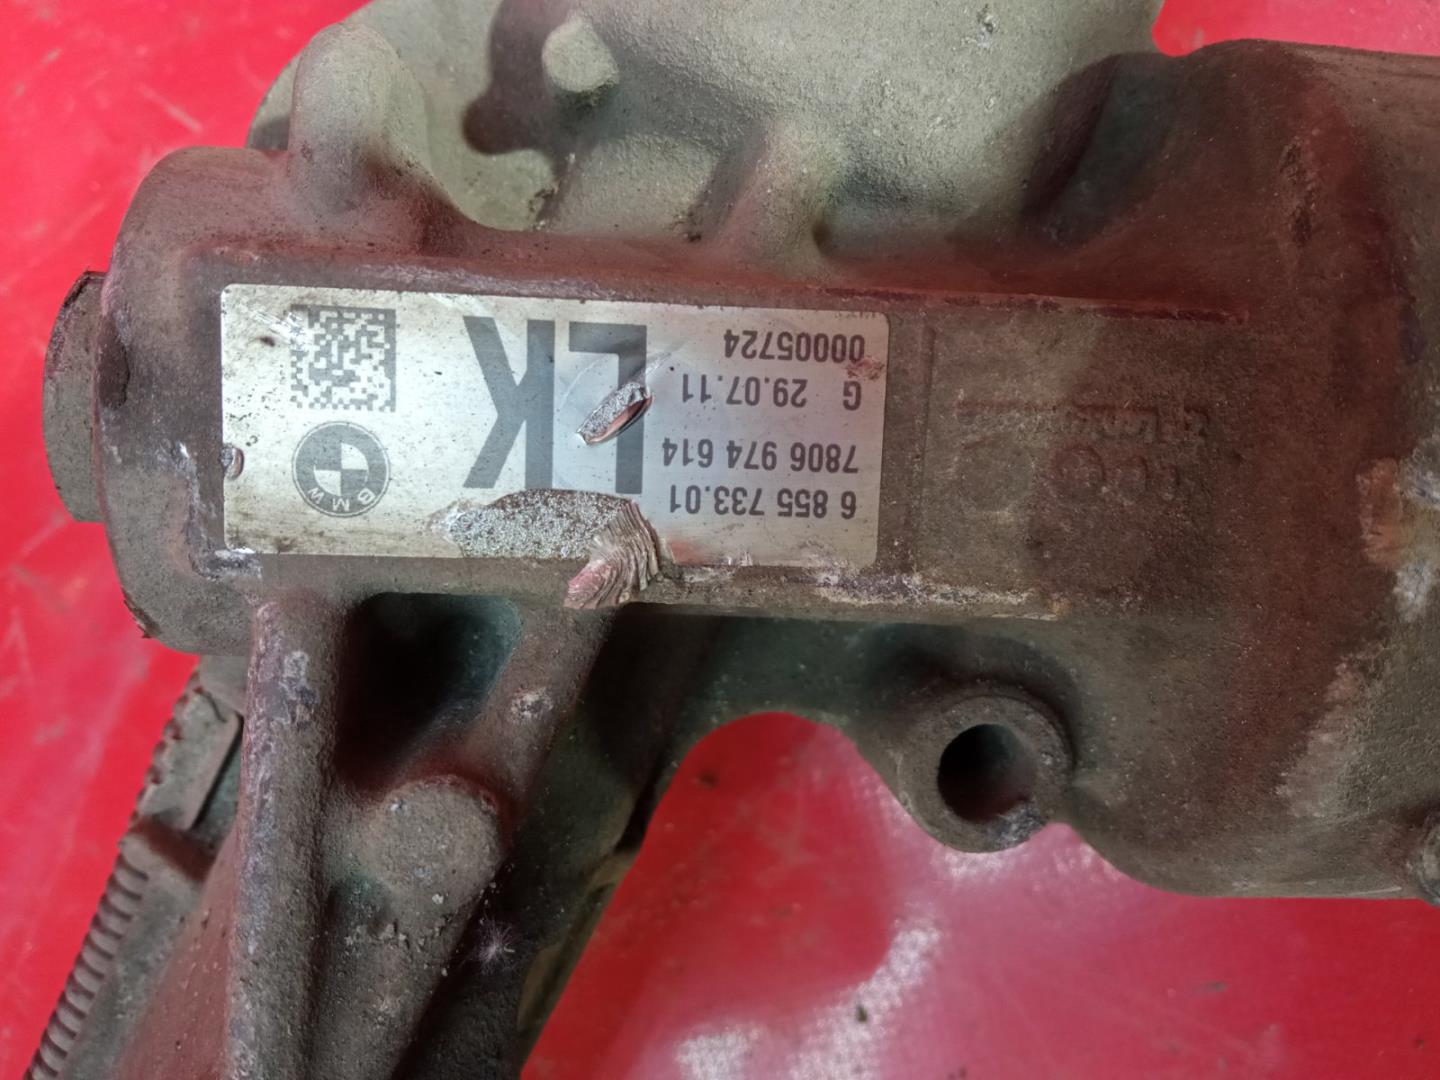 6 855 733.01
7806 974 614
G 29.07.11
00005724
LK
BMW